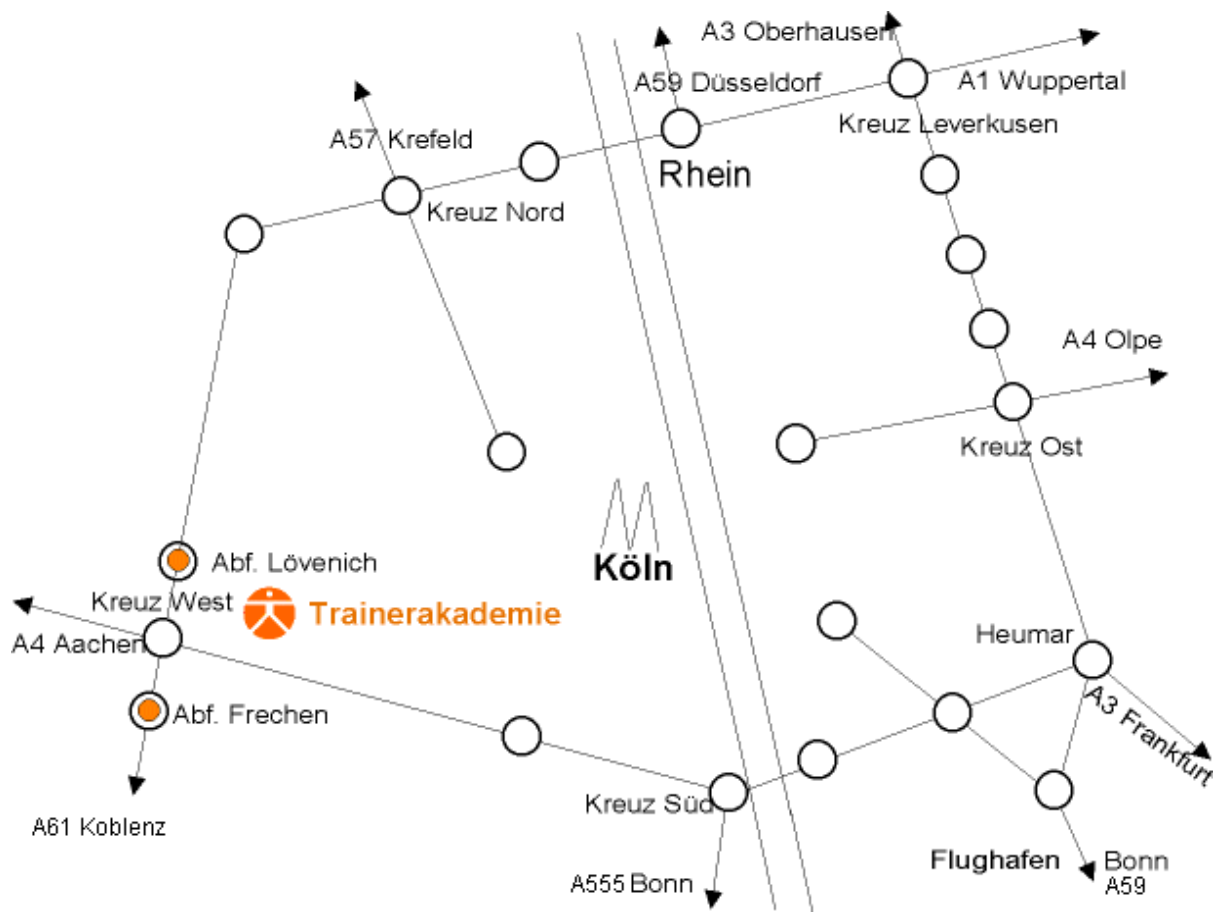 A3 Oberhausen
A59 Düsseldorf
A1 Wuppertal
Kreuz Leverkusen
A57 Krefeld
Rhein
Kreuz Nord
A4 Olpe
Kreuz Ost
Abf. Lövenich
Köln
Kreuz West
Trainerakademie
A4 Aachen
Heumar
Abf. Frechen
A3 Frankfurt
Kreuz Süd
A61 Koblenz
Flughafen
Bonn
A59
A555 Bonn